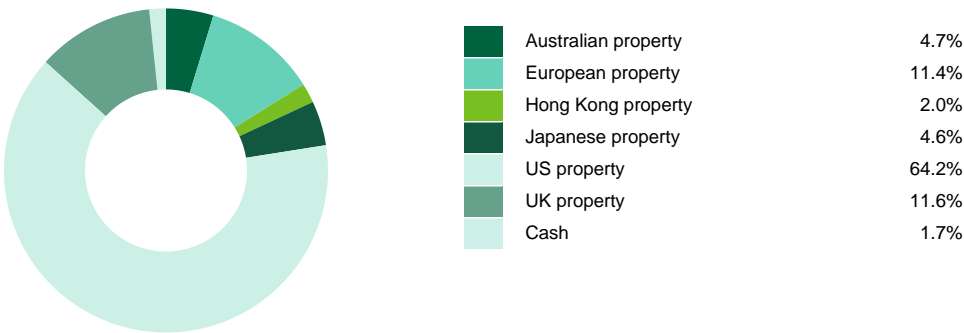 Australian property 4.7%
European property 11.4%
Hong Kong property 2.0%
Japanese property 4.6%
US property 64.2%
UK property 11.6%
Cash 1.7%